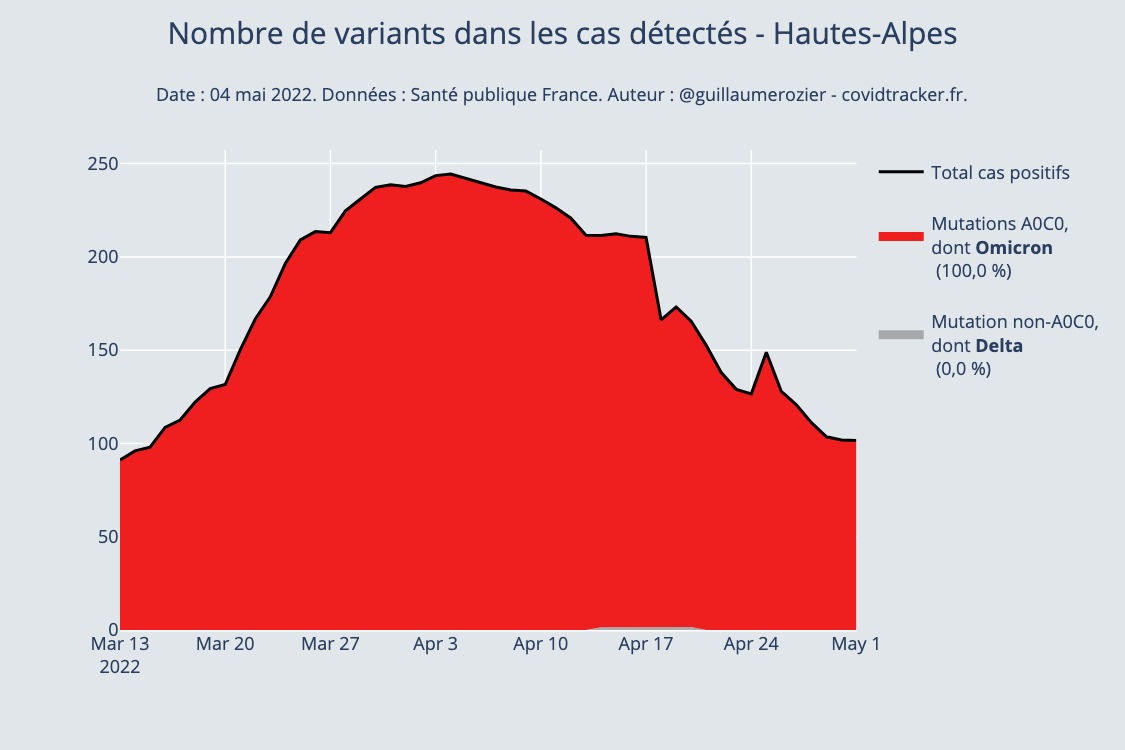 Nombre de variants dans les cas détectés - Hautes-Alpes
Date : 04 mai 2022. Données : Santé publique France. Auteur : @guillaumerozier - covidtracker.fr.
250
200
150
100
50
0
Mar 13
2022
Mar 20
Mar 27
Apr 3
Apr 10
Apr 17
Apr 24
May 1
Total cas positifs
Mutations A0C0,
dont Omicron
(100,0 %)
Mutation non-A0C0,
dont Delta
(0,0 %)